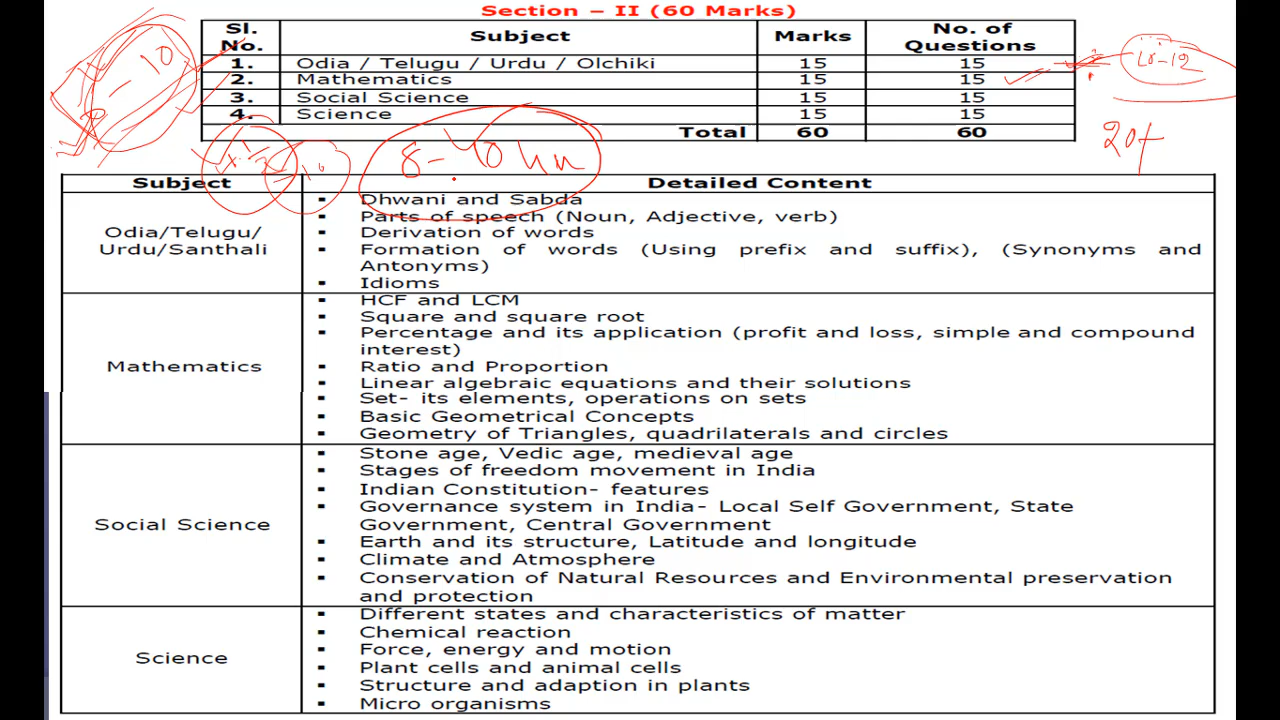 Section – II (60 Marks)
Sl. No. Subject Marks No. of Questions
1. Odia / Telugu / Urdu / Olchiki 15 15
2. Mathematics 15 15
3. Social Science 15 15
4. Science 15 15
Total 60 60
- 10
10-12
20+
8-10
Subject Detailed Content
Odia/Telugu/
Urdu/Santhali
▪ Dhwani and Sabda
▪ Parts of speech (Noun, Adjective, verb)
▪ Derivation of words
▪ Formation of words (Using prefix and suffix), (Synonyms and
Antonyms)
▪ Idioms
Mathematics
▪ HCF and LCM
▪ Square and square root
▪ Percentage and its application (profit and loss, simple and compound
interest)
▪ Ratio and Proportion
▪ Linear algebraic equations and their solutions
▪ Set- its elements, operations on sets
▪ Basic Geometrical Concepts
▪ Geometry of Triangles, quadrilaterals and circles
Social Science
▪ Stone age, Vedic age, medieval age
▪ Stages of freedom movement in India
▪ Indian Constitution- features
▪ Governance system in India- Local Self Government, State
Government, Central Government
▪ Earth and its structure, Latitude and longitude
▪ Climate and Atmosphere
▪ Conservation of Natural Resources and Environmental preservation
and protection
Science
▪ Different states and characteristics of matter
▪ Chemical reaction
▪ Force, energy and motion
▪ Plant cells and animal cells
▪ Structure and adaption in plants
▪ Micro organisms